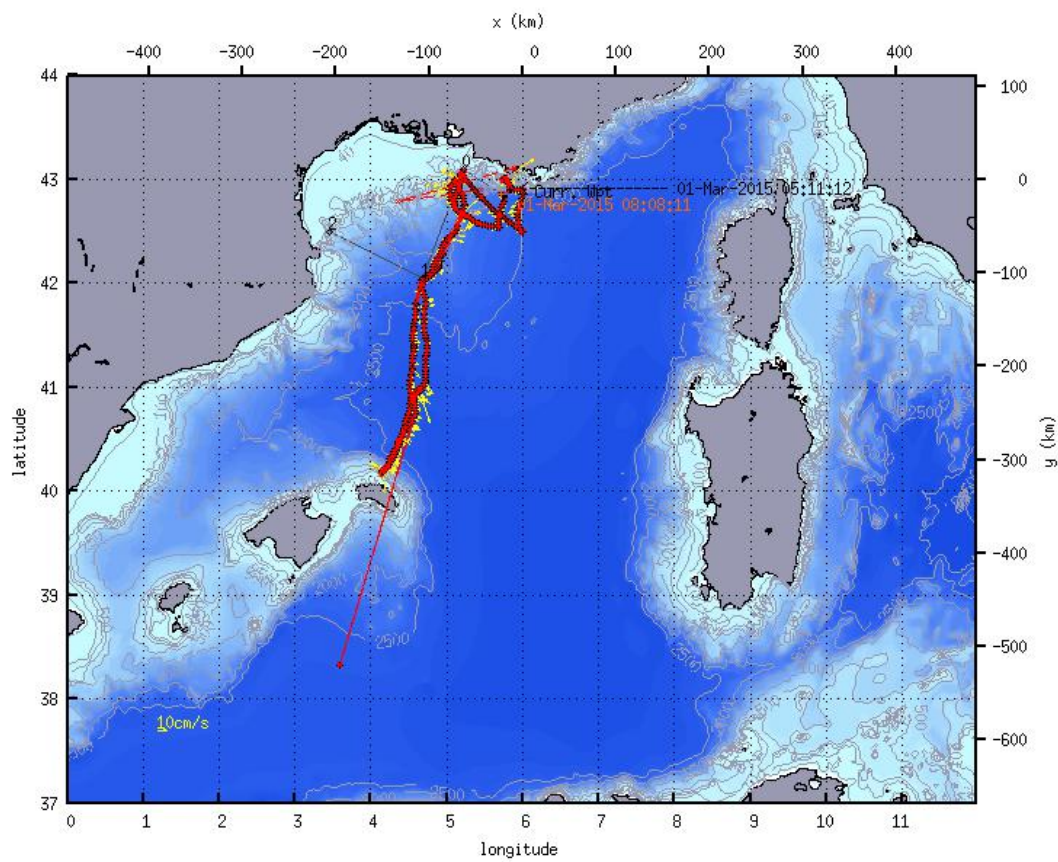 x (km)
-400 -300 -200 -100 0 100 200 300 400
44 100
43 0
Curr. Wpt 01-Mar-2015 05:11:12
01-Mar-2015 08:08:11
42 -100
41 -200
2500
latitude
y (km)
40 -300
39 -400
2500
38 -500
10cm/s
-600
37
0 1 2 3 4 5 6 7 8 9 10 11
longitude